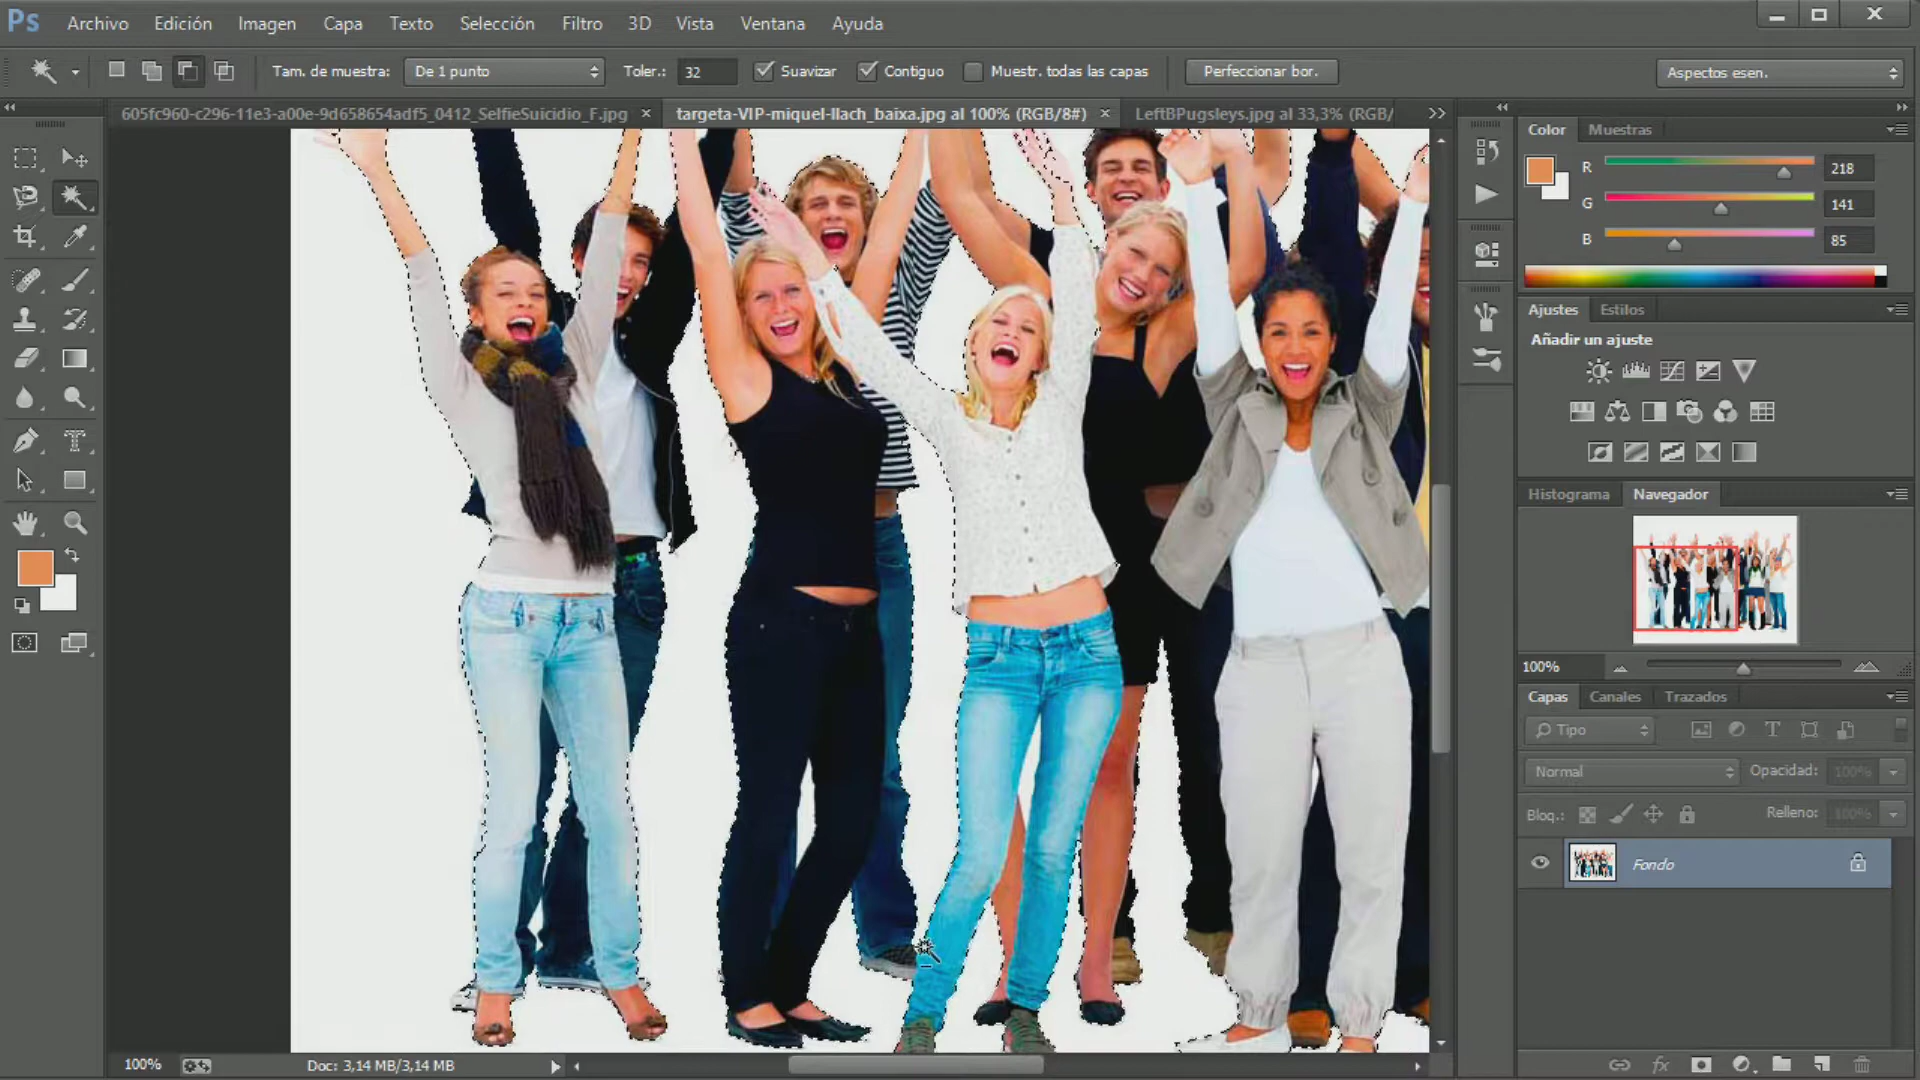 Ps Archivo Edición Imagen Capa Texto Selección Filtro 3D Vista Ventana Ayuda
Tam. de muestra: De 1 punto Toler.: 32 Suavizar Contiguo Muestr. todas las capas Perfeccionar bor. Aspectos esen.
605fc960-c296-11e3-a00e-9d658654adf5_0412_SelfieSuicidio_F.jpg targeta-VIP-miquel-llach_baixa.jpg al 100% (RGB/8#) LeftBPugsleys.jpg al 33,3% (RGB/
Color Muestras
R 218
G 141
B 85
Ajustes Estilos
Añadir un ajuste
Histograma Navegador
100%
Capas Canales Trazados
Tipo
Normal Opacidad: 100%
Bloq.: Relleno: 100%
Fondo
100% Doc: 3,14 MB/3,14 MB
fx